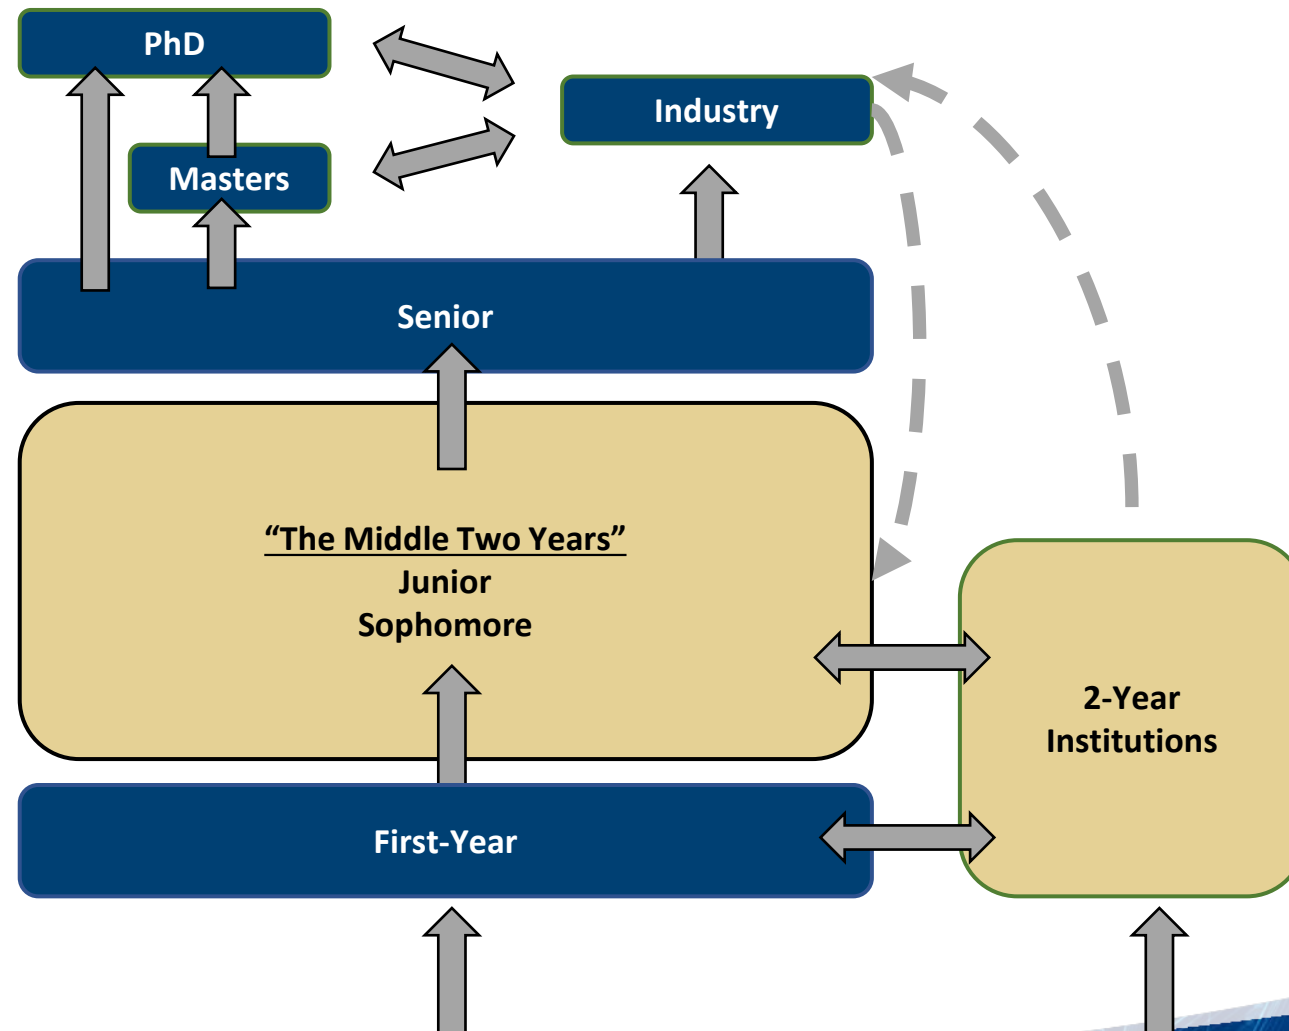 PhD
Industry
Masters
Senior
“The Middle Two Years”
Junior
Sophomore
2-Year
Institutions
First-Year